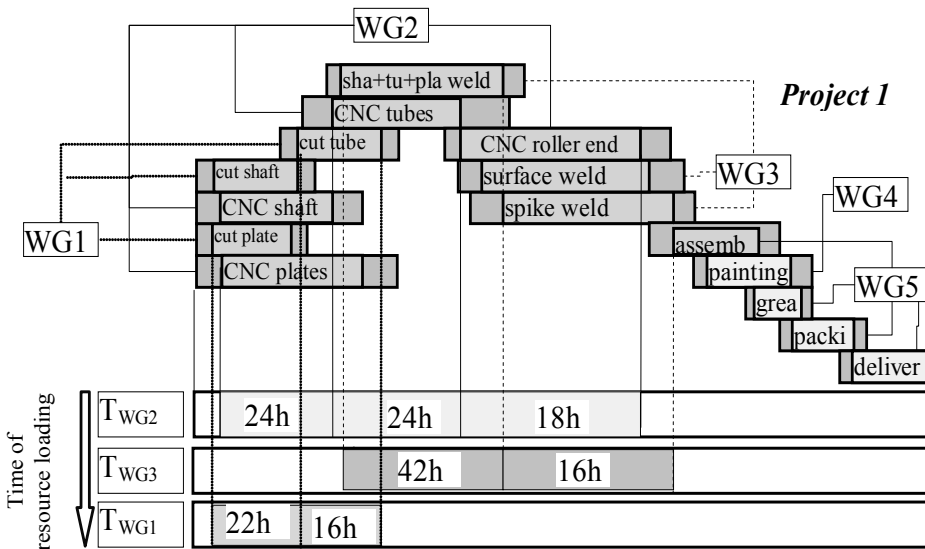 WG2
sha+tu+pla weld
Project 1
CNC tubes
cut tube
CNC roller end
cut shaft
surface weld
WG3
CNC shaft
spike weld
WG4
WG1
cut plate
assemb
CNC plates
painting
WG5
grea
packi
deliver
Time of
resource loading
TWG2
24h
24h
18h
TWG3
42h
16h
TWG1
22h
16h